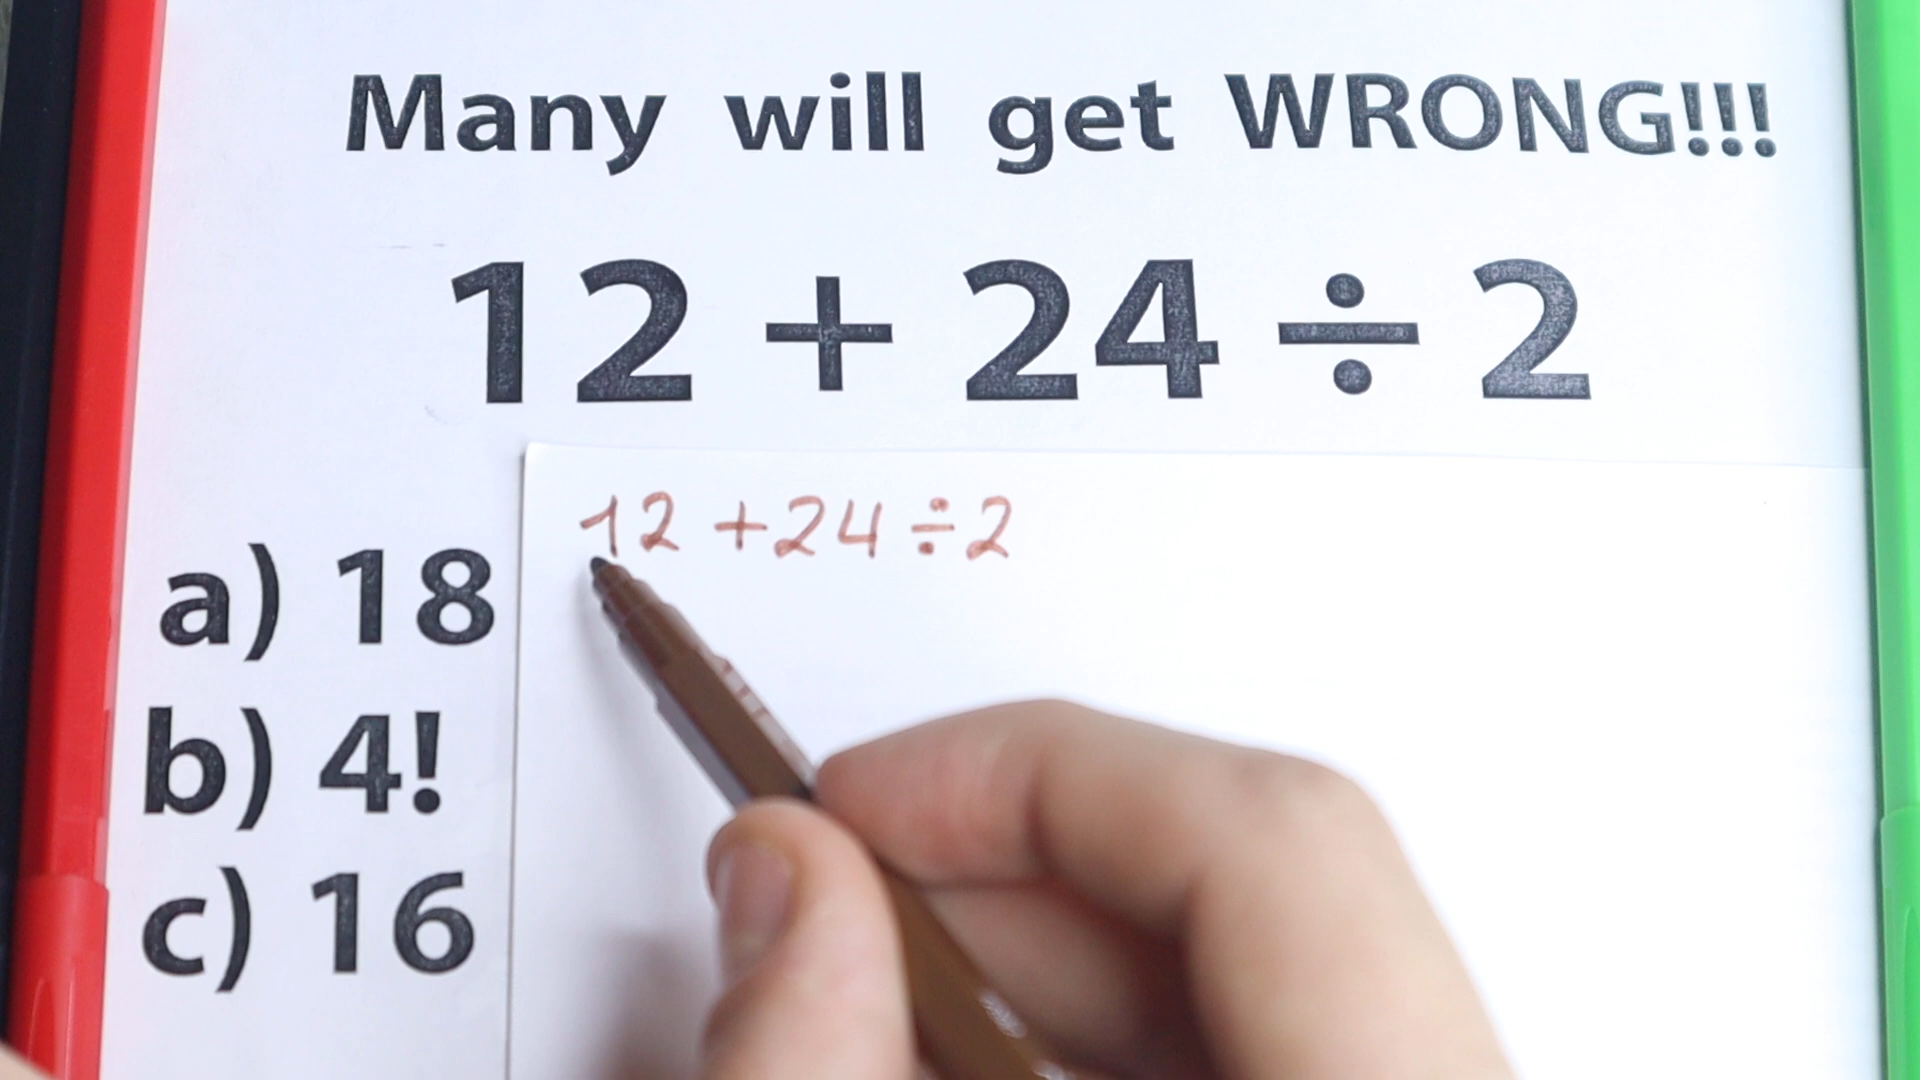 Many will get WRONG!!!
12 + 24 ÷ 2
12 + 24 ÷ 2
a) 18
b) 4!
c) 16